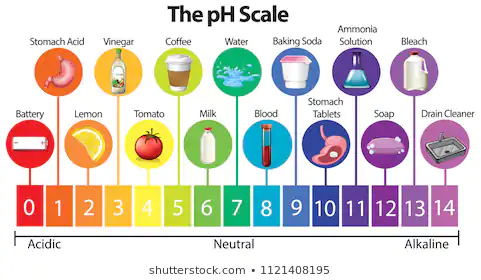 The pH Scale
Stomach Acid
Vinegar
Coffee
Water
Baking Soda
Ammonia
Solution
Bleach
Battery
Lemon
Tomato
Milk
Blood
Stomach
Tablets
Soap
Drain Cleaner
0 1 2 3 4 5 6 7 8 9 10 11 12 13 14
Acidic Neutral Alkaline
shutterstock.com • 1121408195